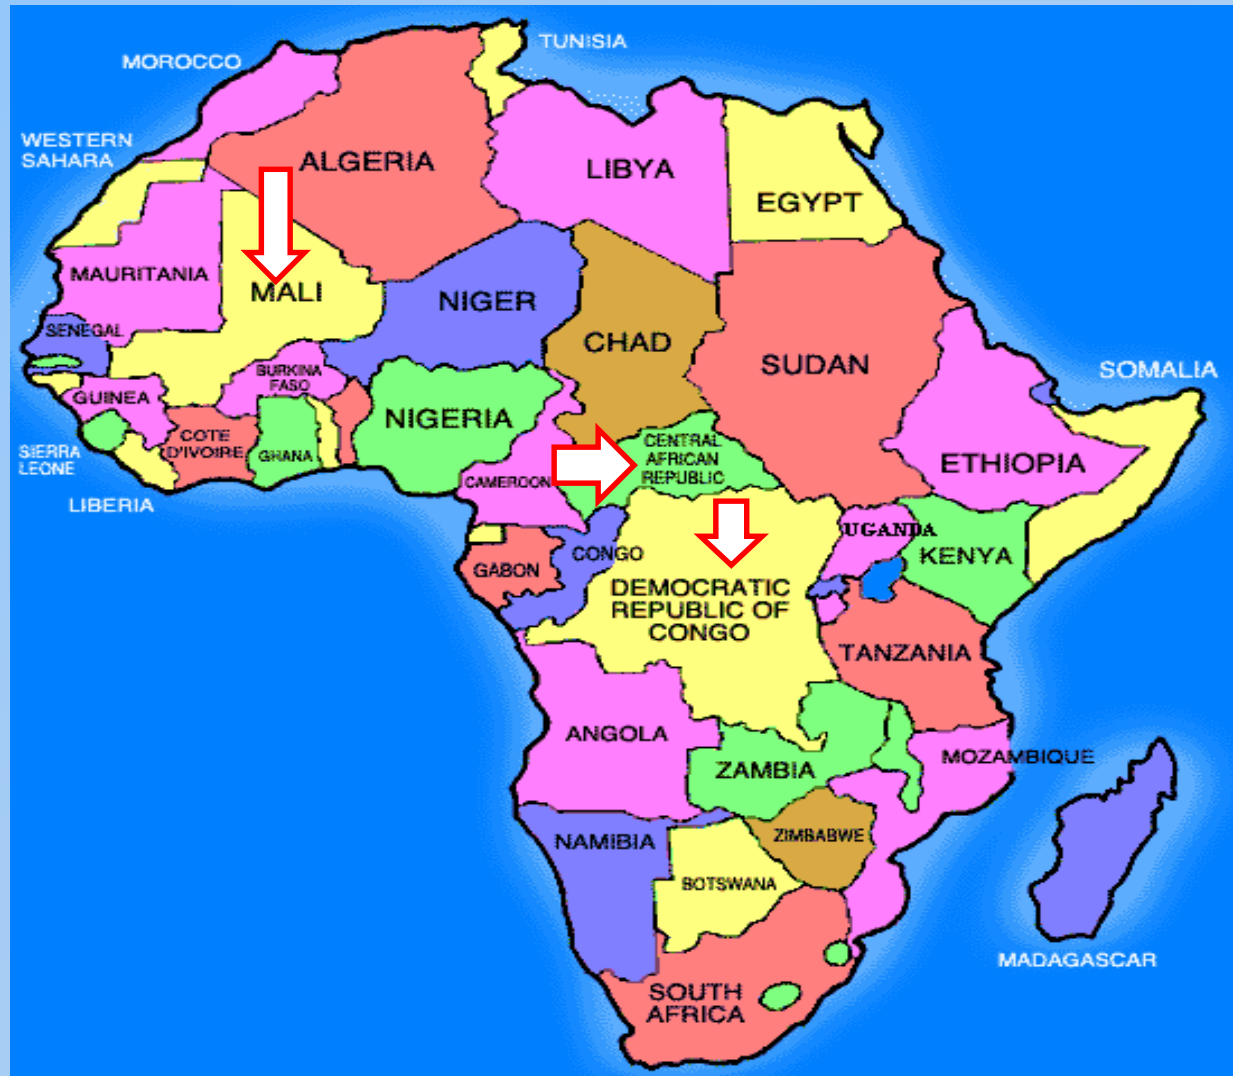 TUNISIA
MOROCCO
WESTERN
SAHARA
ALGERIA
LIBYA
EGYPT
MAURITANIA
MALI
NIGER
CHAD
SUDAN
SENEGAL
BURKINA
FASO
GUINEA
NIGERIA
SOMALIA
SIERRA
LEONE
COTE
D'IVOIRE
GHANA
CENTRAL
AFRICAN
REPUBLIC
CAMEROON
ETHIOPIA
LIBERIA
UGANDA
KENYA
GABON
CONGO
DEMOCRATIC
REPUBLIC OF
CONGO
TANZANIA
ANGOLA
ZAMBIA
MOZAMBIQUE
NAMIBIA
ZIMBABWE
BOTSWANA
MADAGASCAR
SOUTH
AFRICA